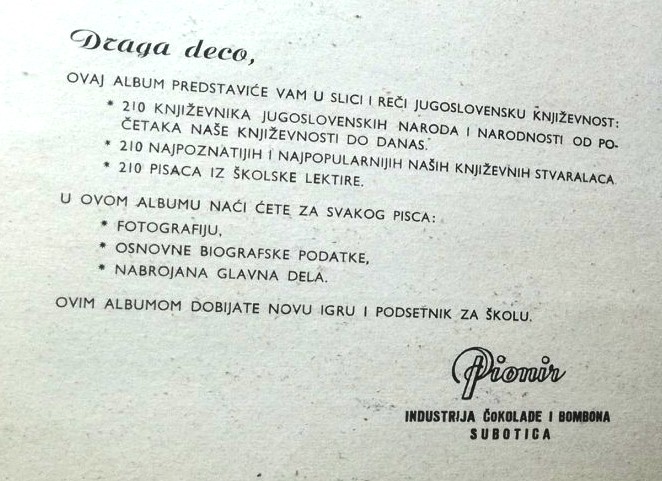 Draga deco,
OVAJ ALBUM PREDSTAVIĆE VAM U SLICI I REČI JUGOSLOVENSKU KNJIŽEVNOST:
* 210 KNJIŽEVNIKA JUGOSLOVENSKIH NARODA I NARODNOSTI OD PO-
ČETAKA NAŠE KNJIŽEVNOSTI DO DANAS.
* 210 NAJPOZNATIJIH I NAJPOPULARNIJIH NAŠIH KNJIŽEVNIH STVARALACA
* 210 PISACA IZ ŠKOLSKE LEKTIRE.
U OVOM ALBUMU NAĆI ĆETE ZA SVAKOG PISCA:
* FOTOGRAFIJU,
* OSNOVNE BIOGRAFSKE PODATKE,
* NABROJANA GLAVNA DELA.
OVIM ALBUMOM DOBIJATE NOVU IGRU I PODSETNIK ZA ŠKOLU.
Pionir
INDUSTRIJA ČOKOLADE I BOMBONA
SUBOTICA